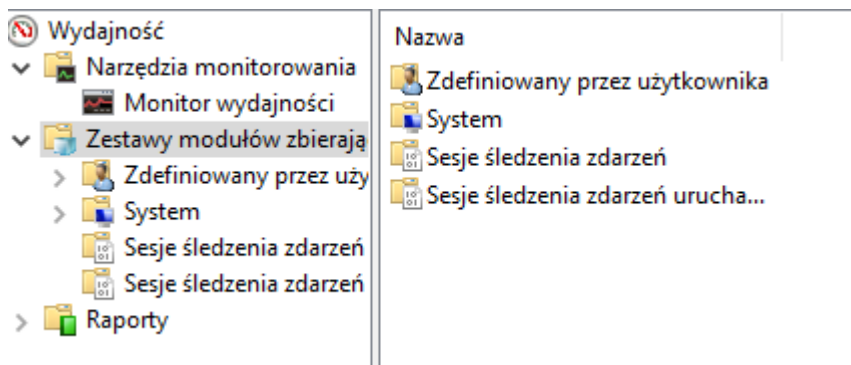 Wydajność
Narzędzia monitorowania
Monitor wydajności
Zestawy modułów zbierają
Zdefiniowany przez uży
System
Sesje śledzenia zdarzeń
Sesje śledzenia zdarzeń
Raporty
Nazwa
Zdefiniowany przez użytkownika
System
Sesje śledzenia zdarzeń
Sesje śledzenia zdarzeń urucha...